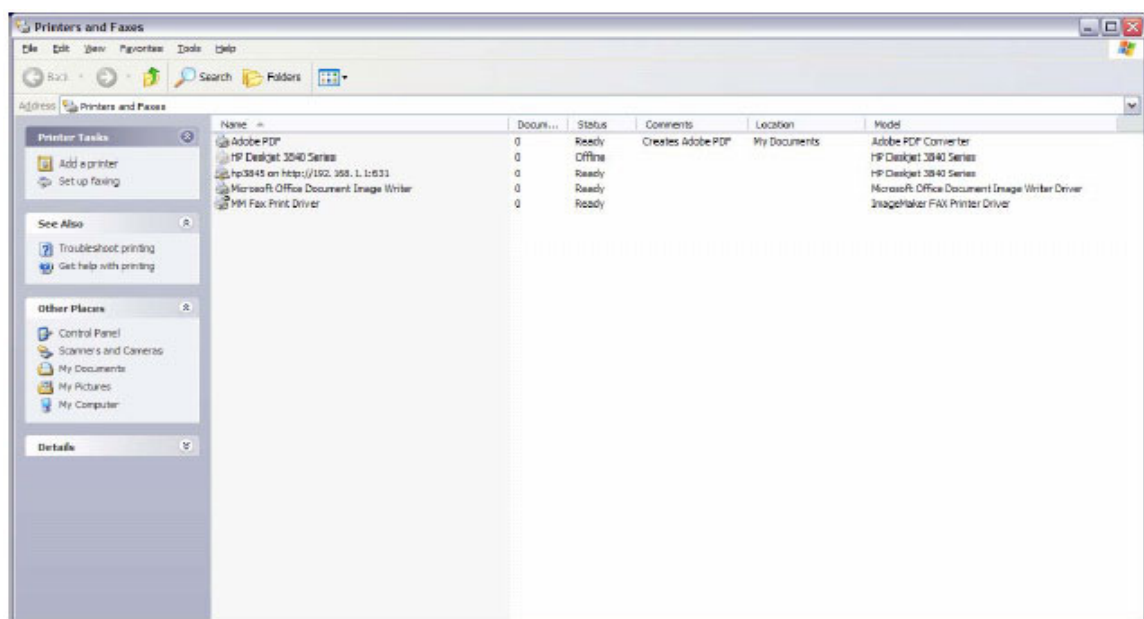 Printers and Faxes
File Edit View Favorites Tools Help
Back Search Folders
Address Printers and Faxes
Printer Tasks
Add a printer
Set up faxing
See Also
Troubleshoot printing
Get help with printing
Other Places
Control Panel
Scanners and Cameras
My Documents
My Pictures
My Computer
Details
Name Docum... Status Comments Location Model
Adobe PDF 0 Ready Creates Adobe PDF My Documents Adobe PDF Converter
HP Deskjet 3840 Series 0 Offline HP Deskjet 3840 Series
hp3845 on http://192.168.1.1:631 0 Ready HP Deskjet 3840 Series
Microsoft Office Document Image Writer 0 Ready Microsoft Office Document Image Writer Driver
MM Fax Print Driver 0 Ready ImageMaker FAX Printer Driver